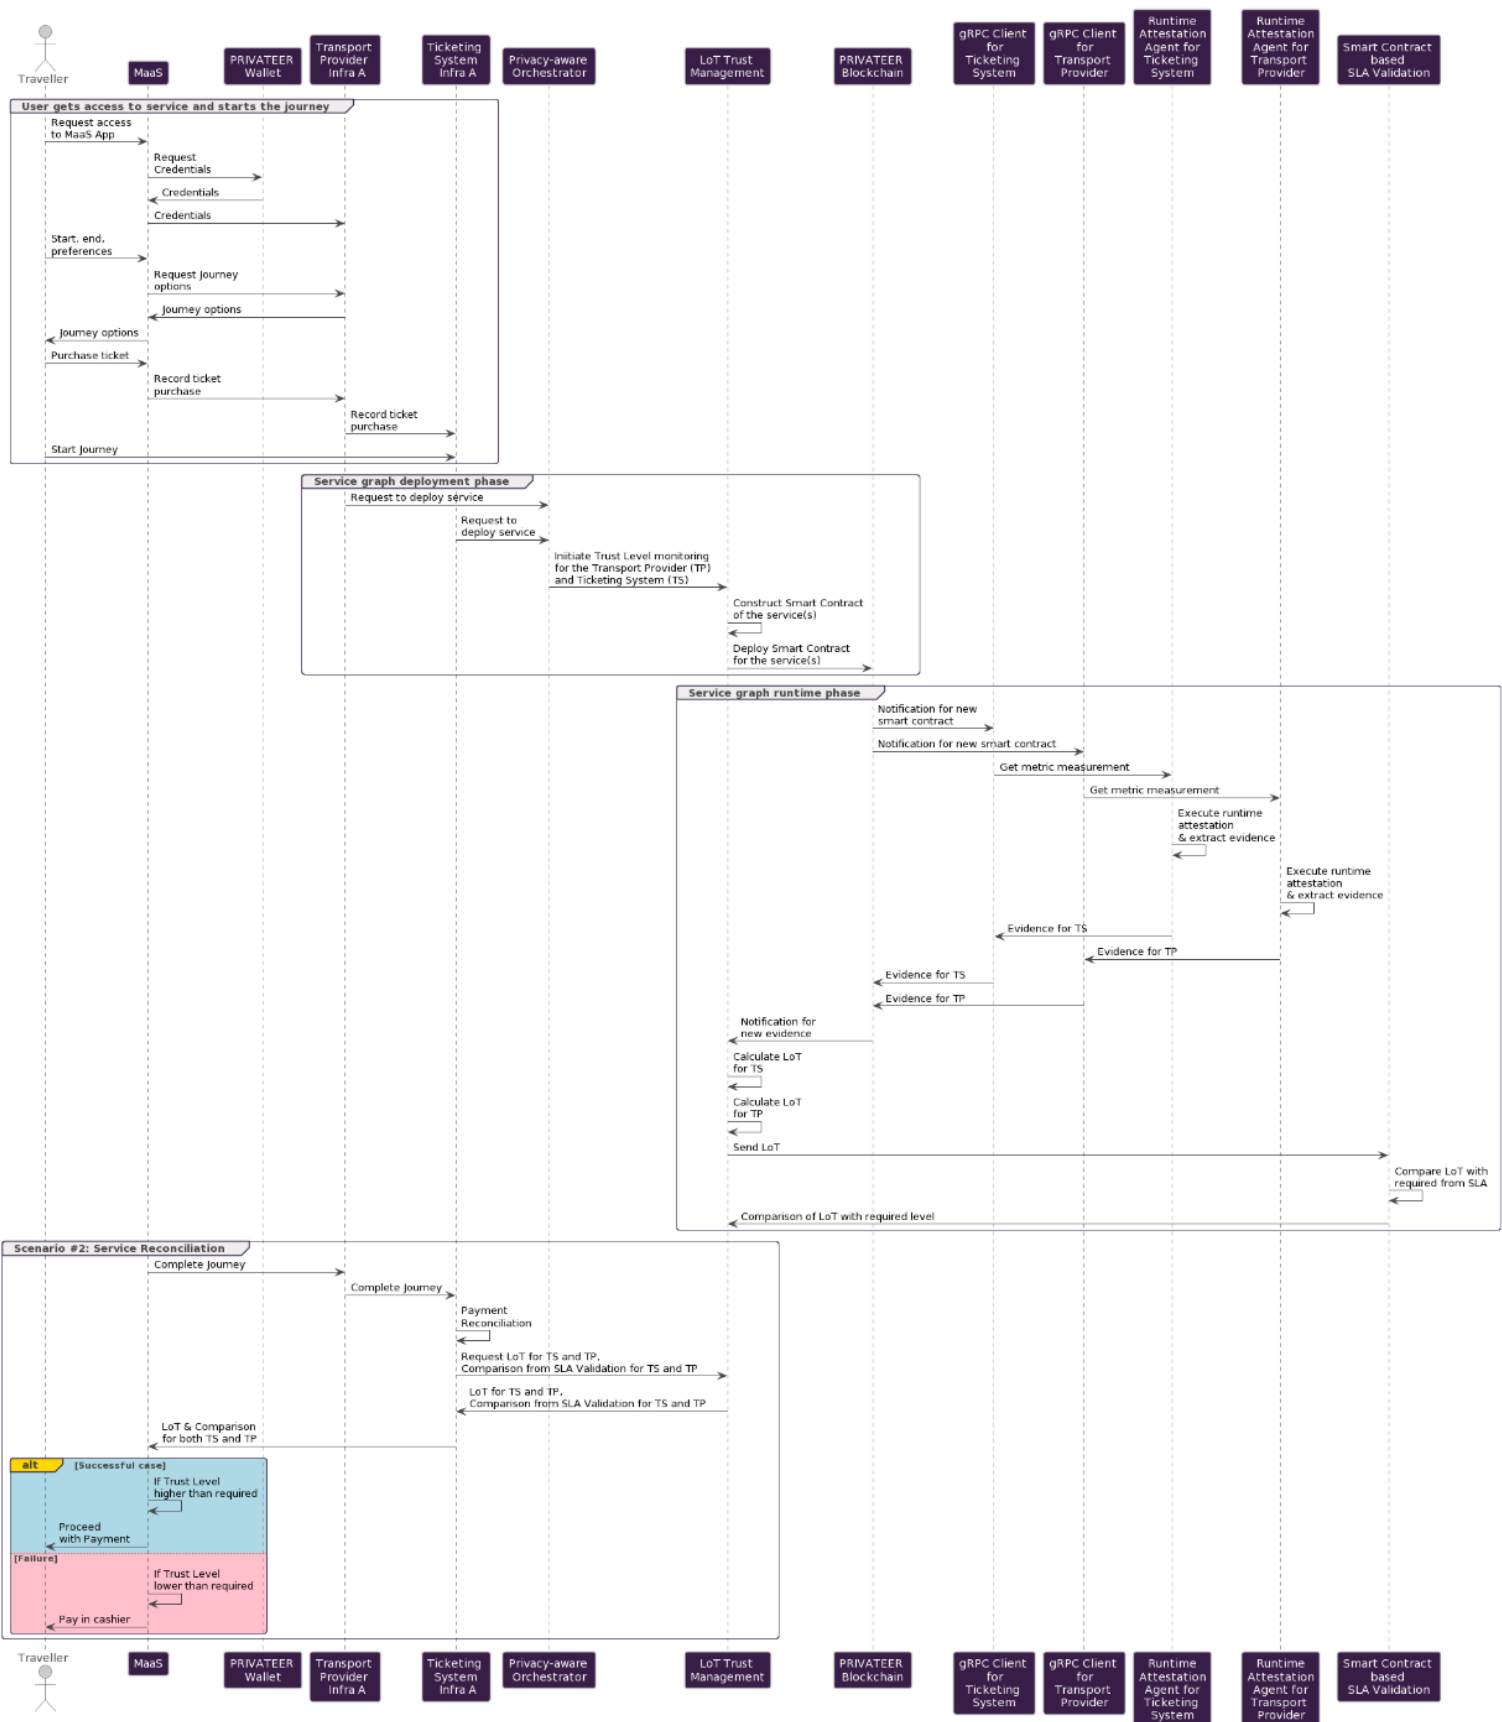 Traveller
MaaS
PRIVATEER
Wallet
Transport
Provider
Infra A
Ticketing
System
Infra A
Privacy-aware
Orchestrator
LoT Trust
Management
PRIVATEER
Blockchain
gRPC Client
for
Ticketing
System
gRPC Client
for
Transport
Provider
Runtime
Attestation
Agent for
Ticketing
System
Runtime
Attestation
Agent for
Transport
Provider
Smart Contract
based
SLA Validation
User gets access to service and starts the journey
Request access
to MaaS App
Request
Credentials
Credentials
Credentials
Start, end,
preferences
Request Journey
options
Journey options
Journey options
Purchase ticket
Record ticket
purchase
Record ticket
purchase
Start Journey
Service graph deployment phase
Request to deploy service
Request to
deploy service
Iniitiate Trust Level monitoring
for the Transport Provider (TP)
and Ticketing System (TS)
Construct Smart Contract
of the service(s)
Deploy Smart Contract
for the service(s)
Service graph runtime phase
Notification for new
smart contract
Notification for new smart contract
Get metric measurement
Get metric measurement
Execute runtime
attestation
& extract evidence
Execute runtime
attestation
& extract evidence
Evidence for TS
Evidence for TP
Evidence for TS
Evidence for TP
Notification for
new evidence
Calculate LoT
for TS
Calculate LoT
for TP
Send LoT
Compare LoT with
required from SLA
Comparison of LoT with required level
Scenario #2: Service Reconciliation
Complete Journey
Complete Journey
Payment
Reconciliation
Request LoT for TS and TP,
Comparison from SLA Validation for TS and TP
LoT for TS and TP,
Comparison from SLA Validation for TS and TP
LoT & Comparison
for both TS and TP
alt [Successful case]
If Trust Level
higher than required
Proceed
with Payment
[Failure]
If Trust Level
lower than required
Pay in cashier
Traveller
MaaS
PRIVATEER
Wallet
Transport
Provider
Infra A
Ticketing
System
Infra A
Privacy-aware
Orchestrator
LoT Trust
Management
PRIVATEER
Blockchain
gRPC Client
for
Ticketing
System
gRPC Client
for
Transport
Provider
Runtime
Attestation
Agent for
Ticketing
System
Runtime
Attestation
Agent for
Transport
Provider
Smart Contract
based
SLA Validation